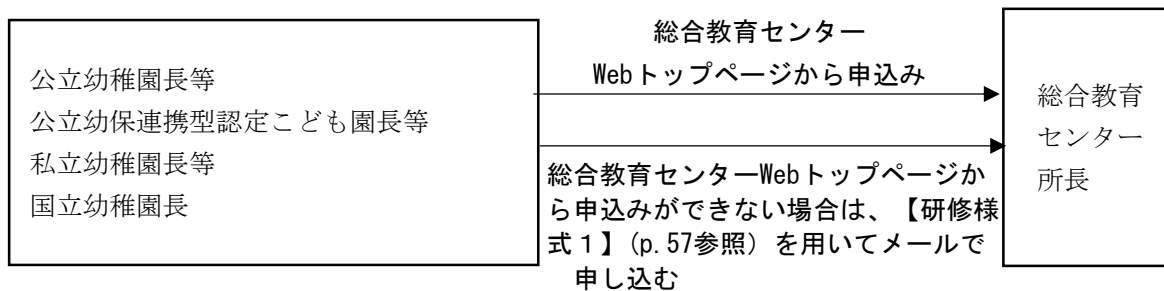 公立幼稚園長等
公立幼保連携型認定こども園長等
私立幼稚園長等
国立幼稚園長
総合教育センター
Webトップページから申込み
総合教育センターWebトップページか
ら申込みができない場合は、【研修様
式１】(p.57参照）を用いてメールで
申し込む
総合教育
センター
所長